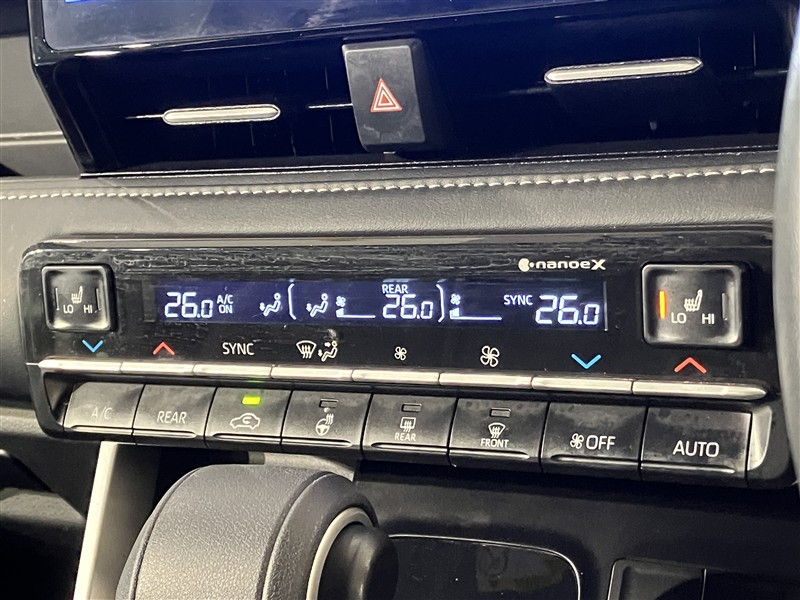 nanoeX
LO HI
26.0 A/C ON
REAR
26.0
SYNC 26.0
LO HI
SYNC
A/C
REAR
REAR
FRONT
OFF
AUTO